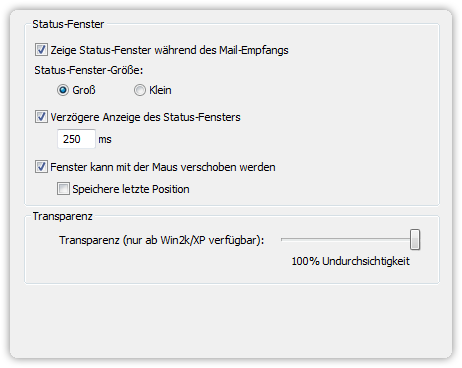 Status-Fenster
Zeige Status-Fenster während des Mail-Empfangs
Status-Fenster-Größe:
Groß Klein
Verzögere Anzeige des Status-Fensters
250 ms
Fenster kann mit der Maus verschoben werden
Speichere letzte Position
Transparenz
Transparenz (nur ab Win2k/XP verfügbar):
100% Undurchsichtigkeit